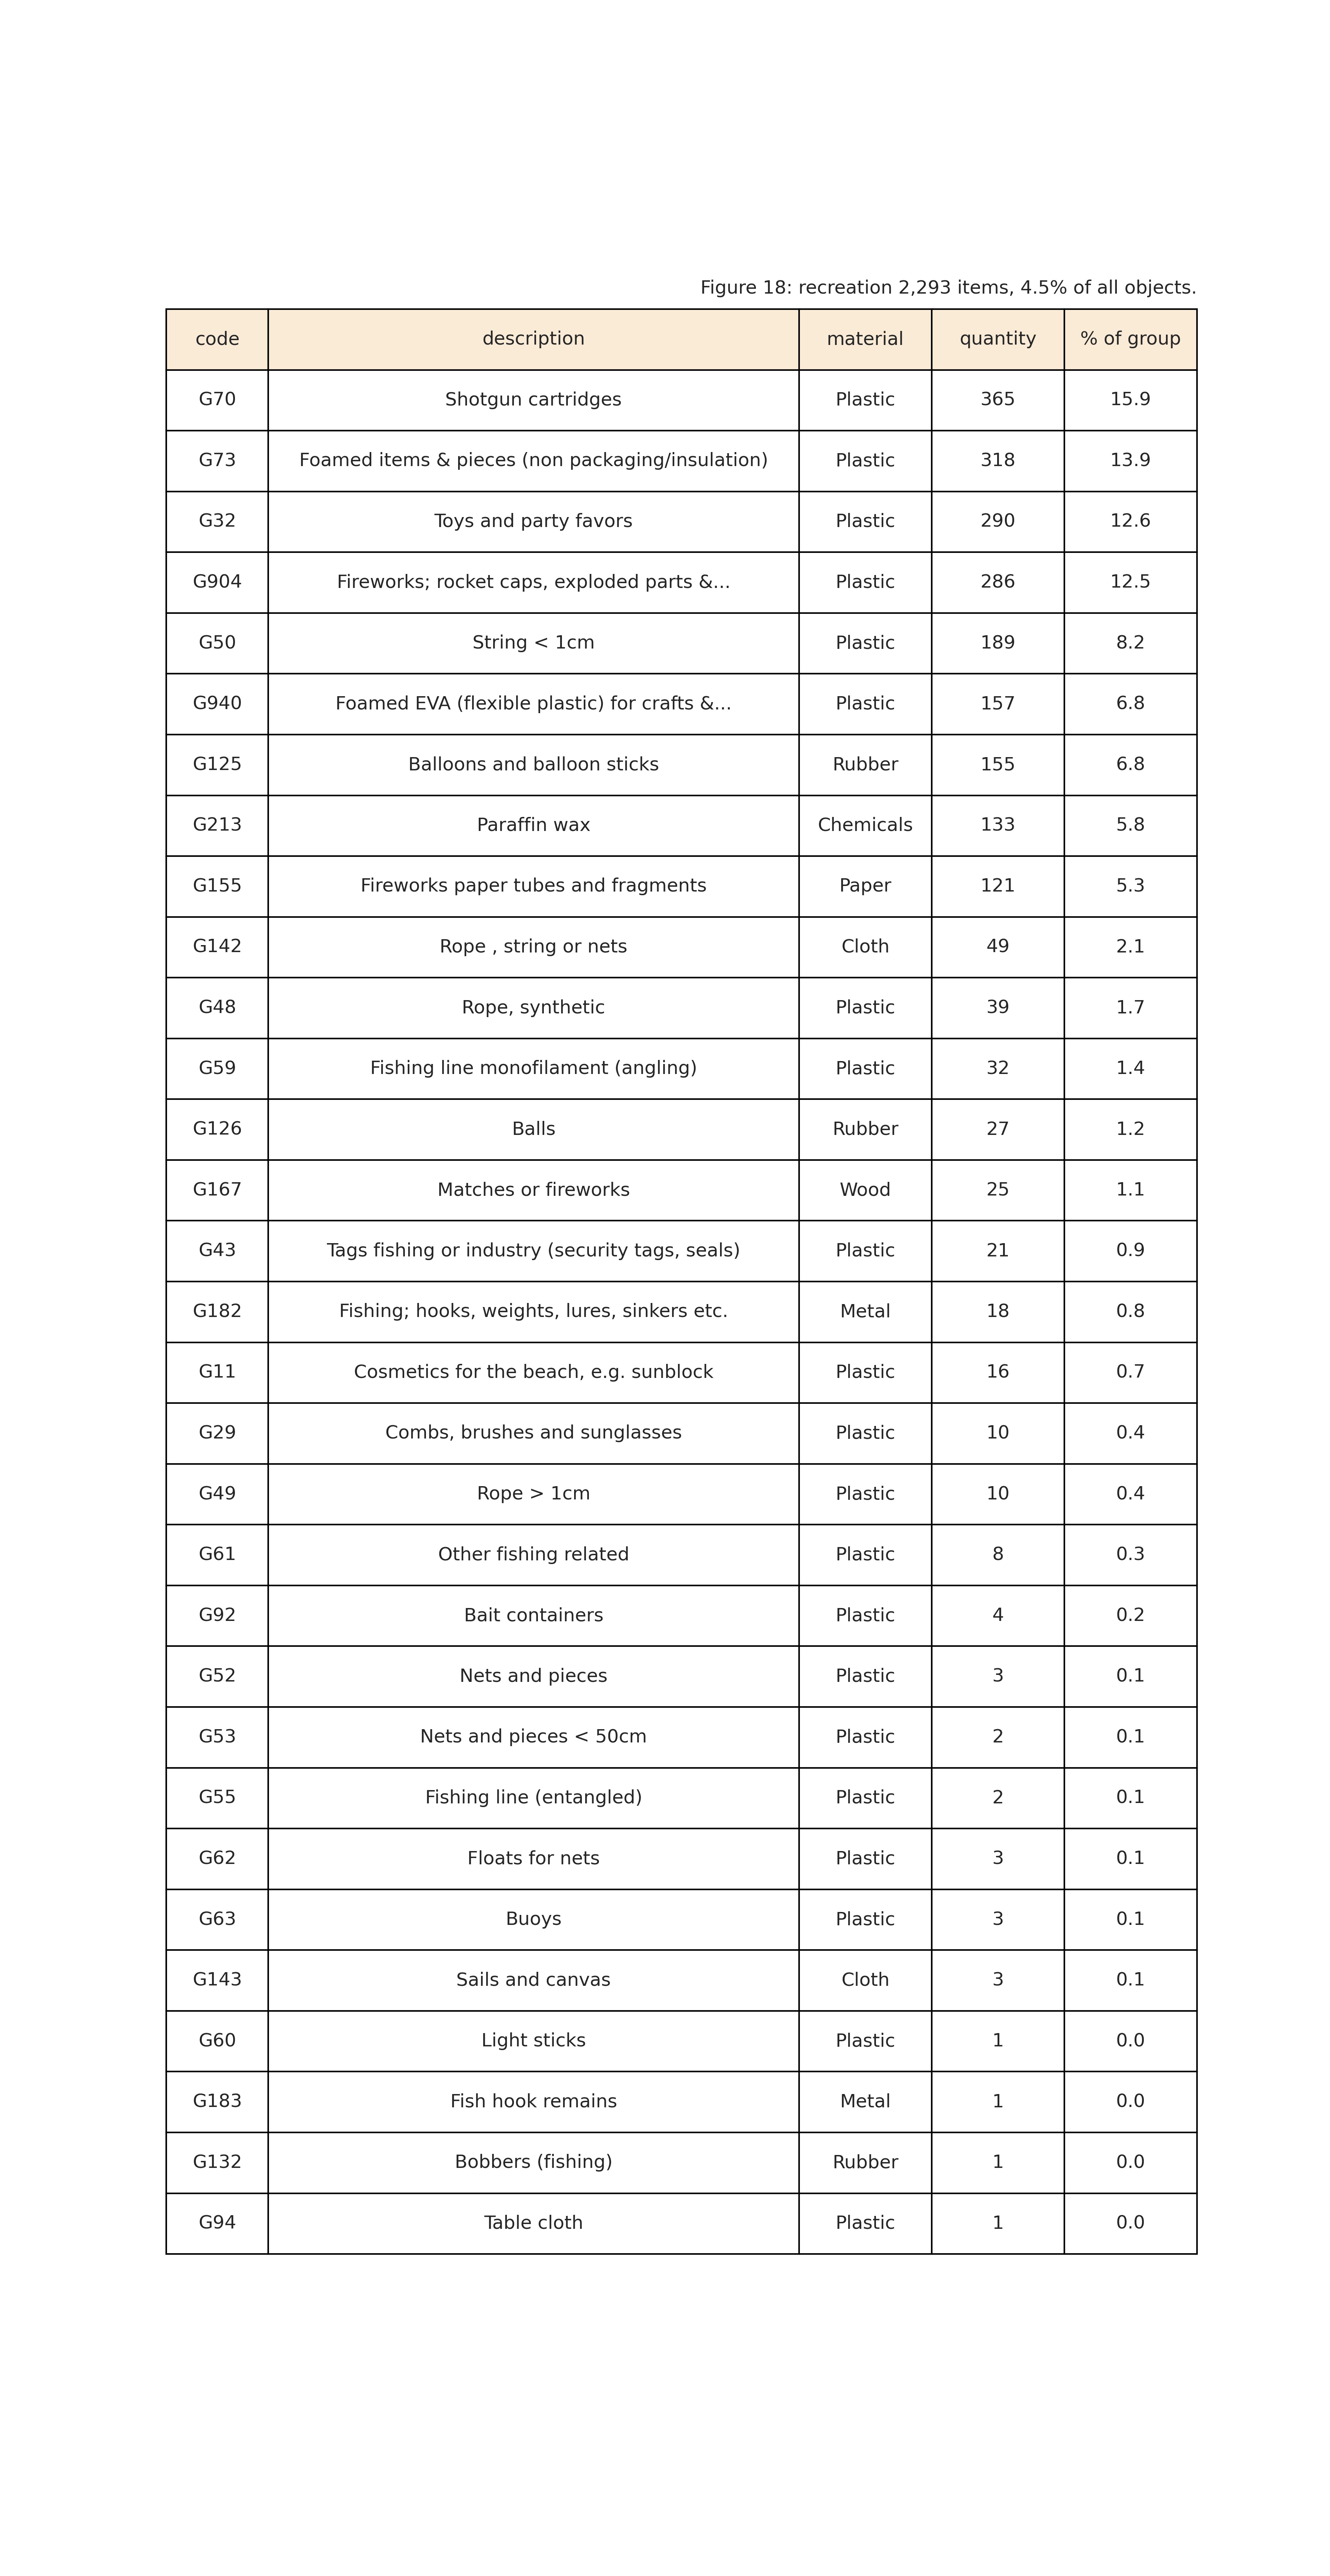 Figure 18: recreation 2,293 items, 4.5% of all objects.
code description material quantity % of group
G70 Shotgun cartridges Plastic 365 15.9
G73 Foamed items & pieces (non packaging/insulation) Plastic 318 13.9
G32 Toys and party favors Plastic 290 12.6
G904 Fireworks; rocket caps, exploded parts &... Plastic 286 12.5
G50 String < 1cm Plastic 189 8.2
G940 Foamed EVA (flexible plastic) for crafts &... Plastic 157 6.8
G125 Balloons and balloon sticks Rubber 155 6.8
G213 Paraffin wax Chemicals 133 5.8
G155 Fireworks paper tubes and fragments Paper 121 5.3
G142 Rope , string or nets Cloth 49 2.1
G48 Rope, synthetic Plastic 39 1.7
G59 Fishing line monofilament (angling) Plastic 32 1.4
G126 Balls Rubber 27 1.2
G167 Matches or fireworks Wood 25 1.1
G43 Tags fishing or industry (security tags, seals) Plastic 21 0.9
G182 Fishing; hooks, weights, lures, sinkers etc. Metal 18 0.8
G11 Cosmetics for the beach, e.g. sunblock Plastic 16 0.7
G29 Combs, brushes and sunglasses Plastic 10 0.4
G49 Rope > 1cm Plastic 10 0.4
G61 Other fishing related Plastic 8 0.3
G92 Bait containers Plastic 4 0.2
G52 Nets and pieces Plastic 3 0.1
G53 Nets and pieces < 50cm Plastic 2 0.1
G55 Fishing line (entangled) Plastic 2 0.1
G62 Floats for nets Plastic 3 0.1
G63 Buoys Plastic 3 0.1
G143 Sails and canvas Cloth 3 0.1
G60 Light sticks Plastic 1 0.0
G183 Fish hook remains Metal 1 0.0
G132 Bobbers (fishing) Rubber 1 0.0
G94 Table cloth Plastic 1 0.0